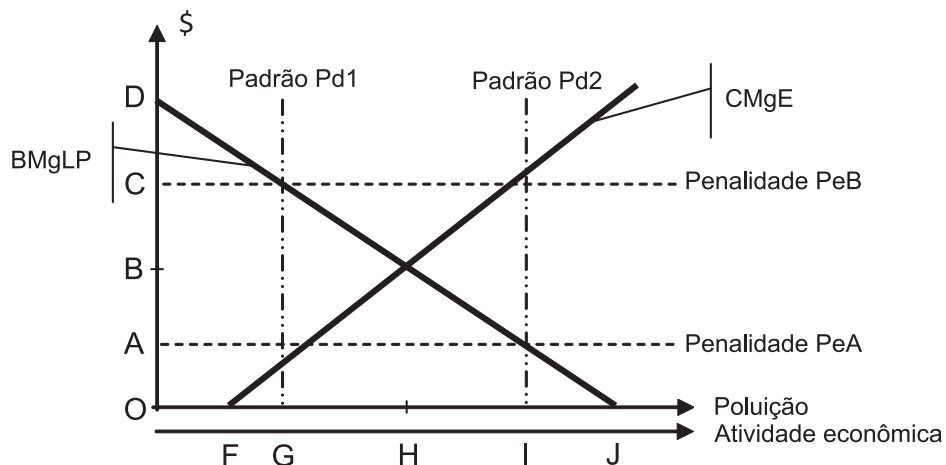 $
Padrão Pd1
Padrão Pd2
D
CMgE
BMgLP
C
Penalidade PeB
B
A
Penalidade PeA
O
Poluição
Atividade econômica
F G H I J